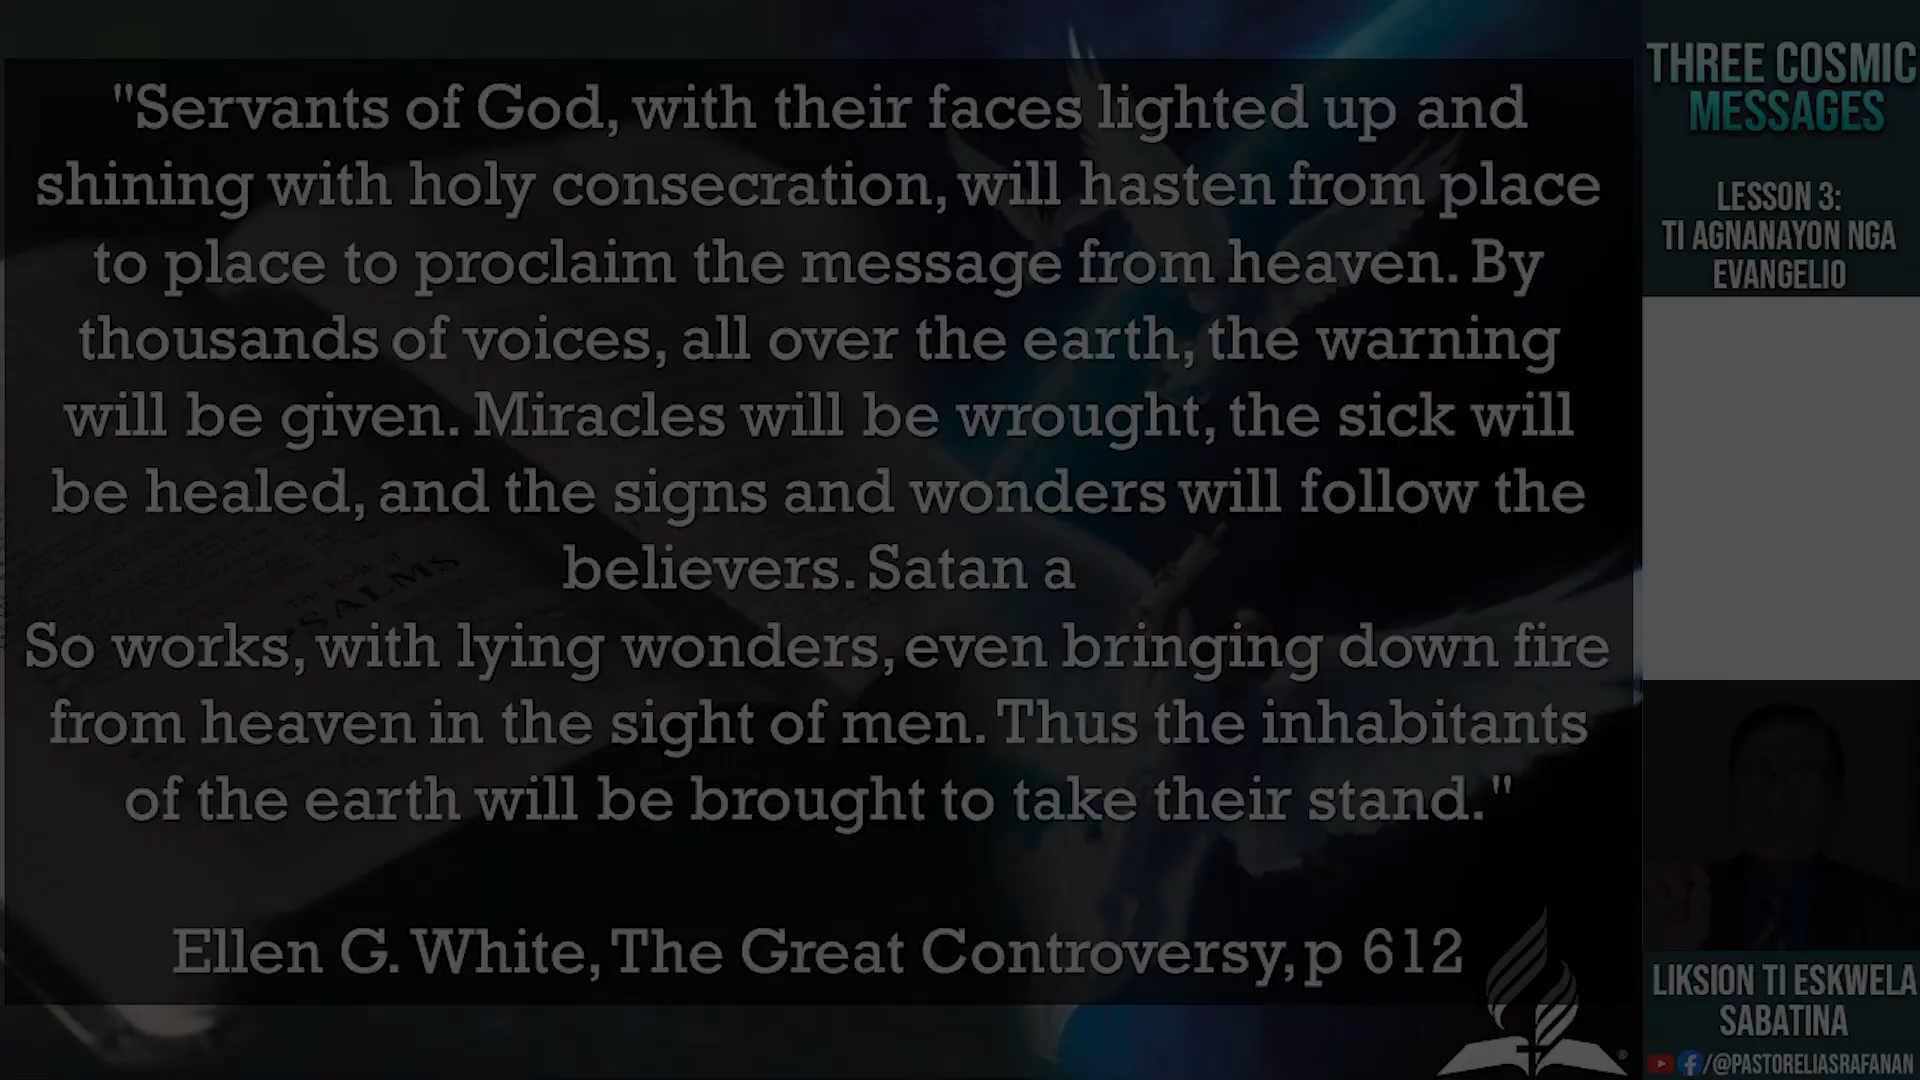 "Servants of God, with their faces lighted up and
shining with holy consecration, will hasten from place
to place to proclaim the message from heaven. By
thousands of voices, all over the earth, the warning
will be given. Miracles will be wrought, the sick will
be healed, and the signs and wonders will follow the
believers. Satan a
So works, with lying wonders, even bringing down fire
from heaven in the sight of men. Thus the inhabitants
of the earth will be brought to take their stand."
Ellen G. White, The Great Controversy, p 612
The Book of
PSALMS
THREE COSMIC
MESSAGES
LESSON 3:
TI AGNANAYON NGA
EVANGELIO
LIKSION TI ESKWELA
SABATINA
/@PASTORELIASRAFANAN